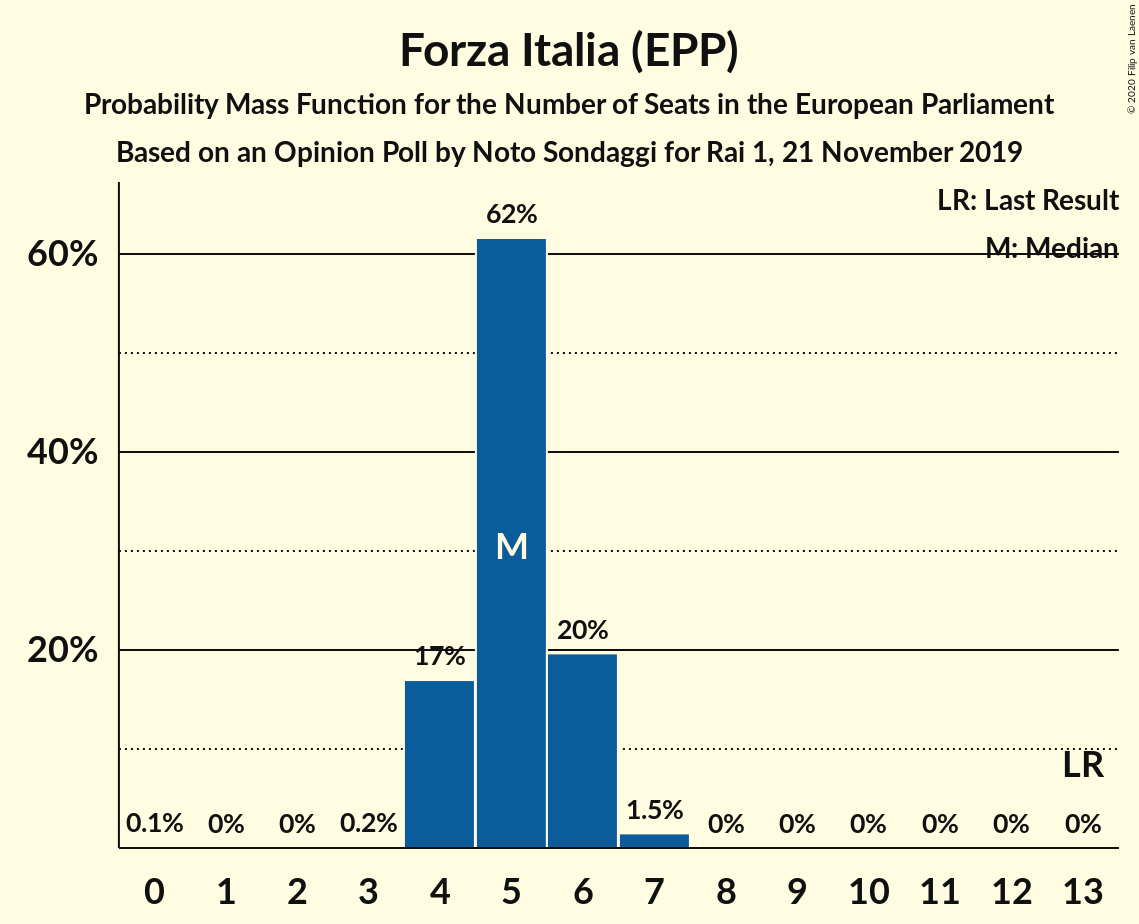 Forza Italia (EPP)
Probability Mass Function for the Number of Seats in the European Parliament
Based on an Opinion Poll by Noto Sondaggi for Rai 1, 21 November 2019
© 2020 Filip van Laenen
LR: Last Result
M: Median
60%
40%
20%
0.1%
0%
0%
0.2%
17%
62%
M
20%
1.5%
0%
0%
0%
0%
0%
LR
0%
0 1 2 3 4 5 6 7 8 9 10 11 12 13